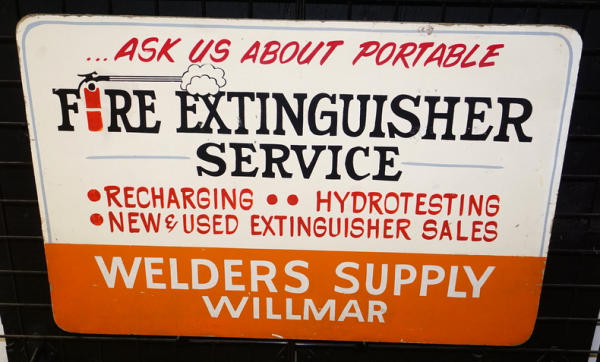 ...ASK US ABOUT PORTABLE
FIRE EXTINGUISHER
SERVICE
• RECHARGING • • HYDROTESTING
• NEW & USED EXTINGUISHER SALES
WELDERS SUPPLY
WILLMAR